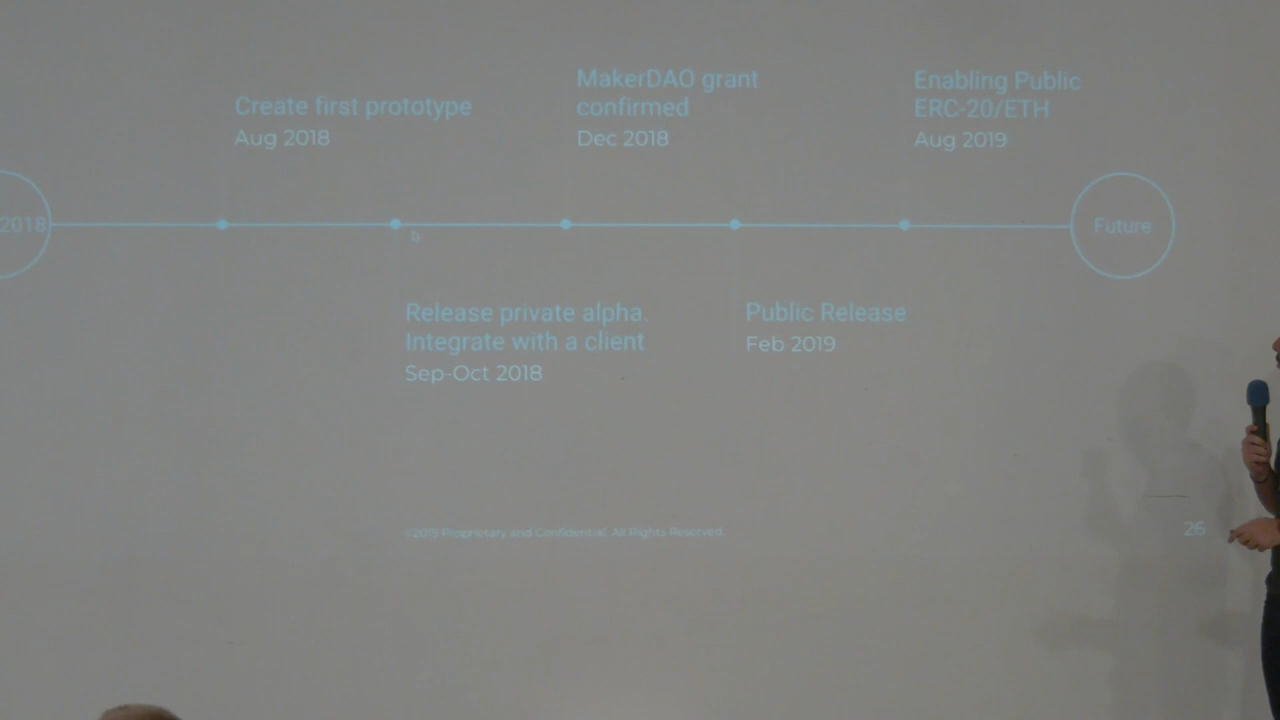 Create first prototype
Aug 2018
MakerDAO grant
confirmed
Dec 2018
Enabling Public
ERC-20/ETH
Aug 2019
2018
Future
Release private alpha.
Integrate with a client
Sep-Oct 2018
Public Release
Feb 2019
©2019 Proprietary and Confidential. All Rights Reserved.
26